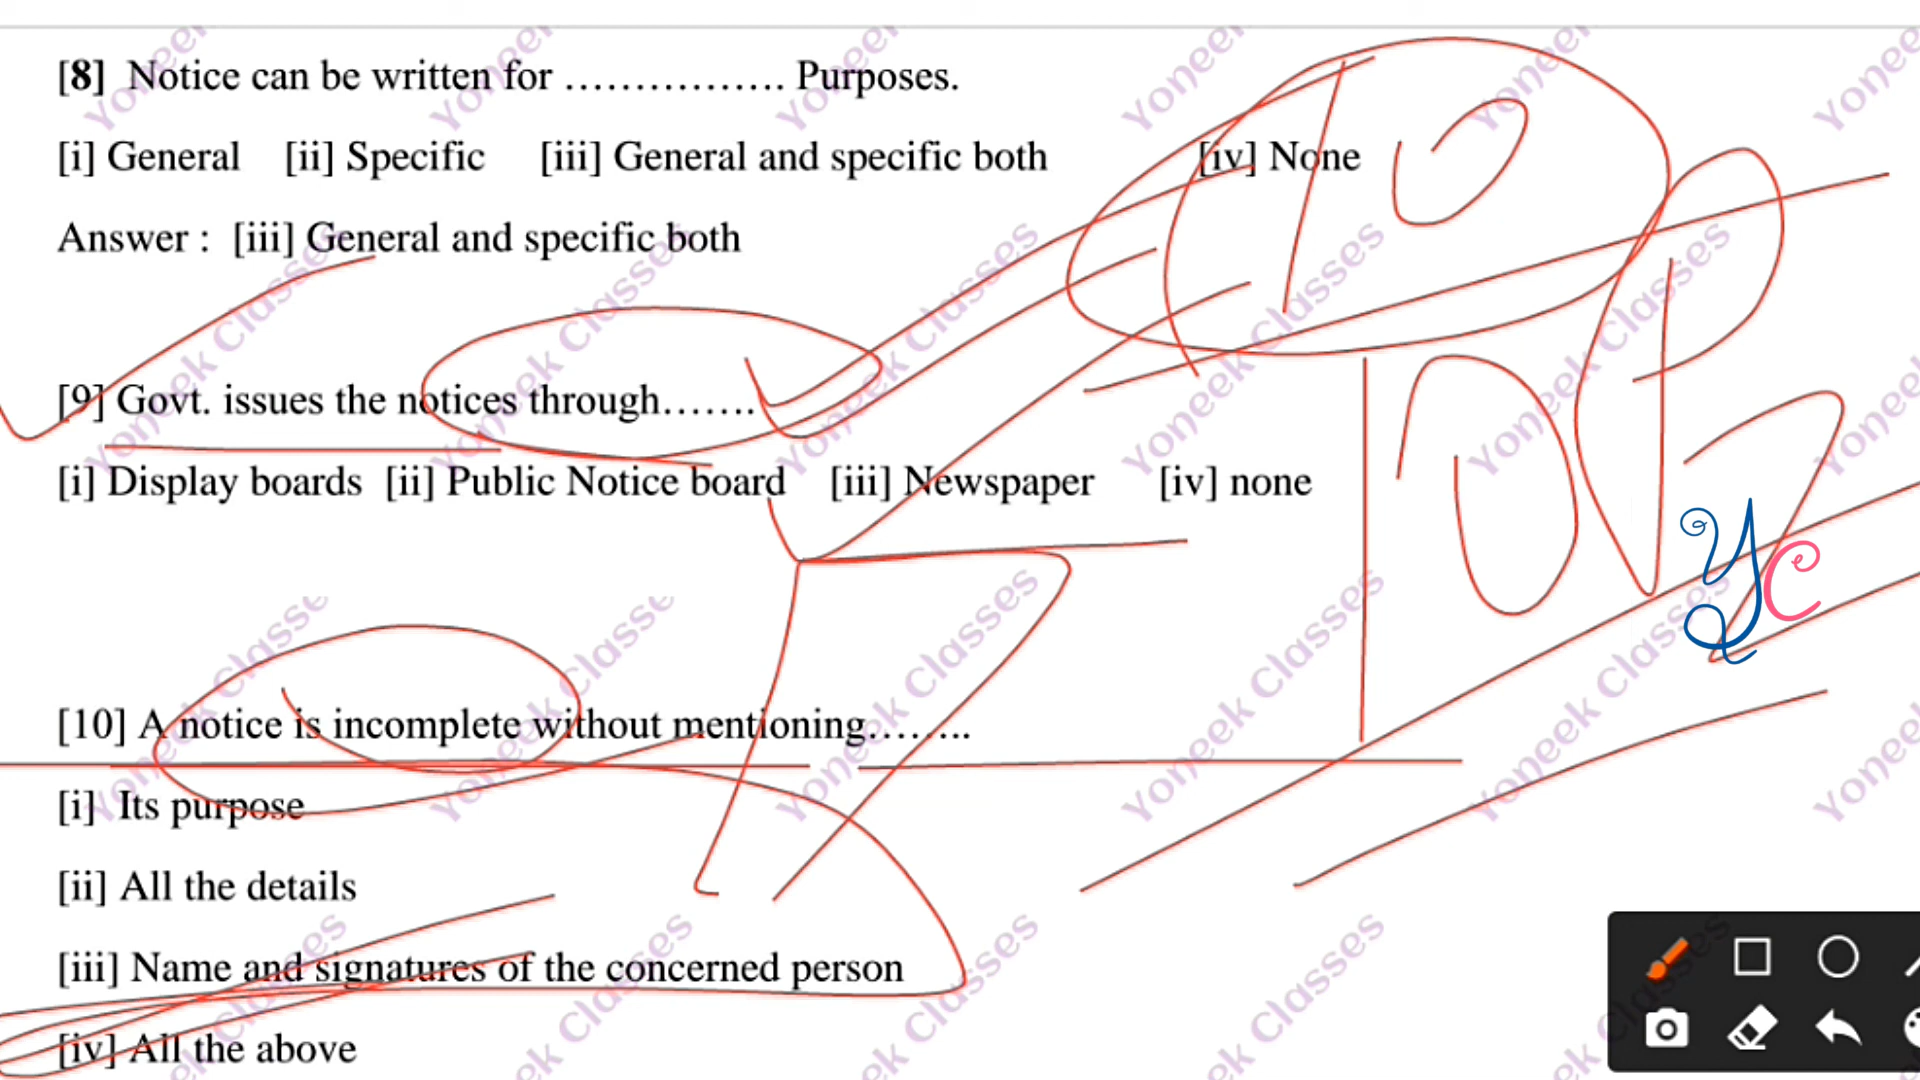 [8] Notice can be written for ................ Purposes.
[i] General [ii] Specific [iii] General and specific both [iv] None
Answer : [iii] General and specific both
[9] Govt. issues the notices through.......
[i] Display boards [ii] Public Notice board [iii] Newspaper [iv] none
[10] A notice is incomplete without mentioning........
[i] Its purpose
[ii] All the details
[iii] Name and signatures of the concerned person
[iv] All the above
YC
Yoneek Classes